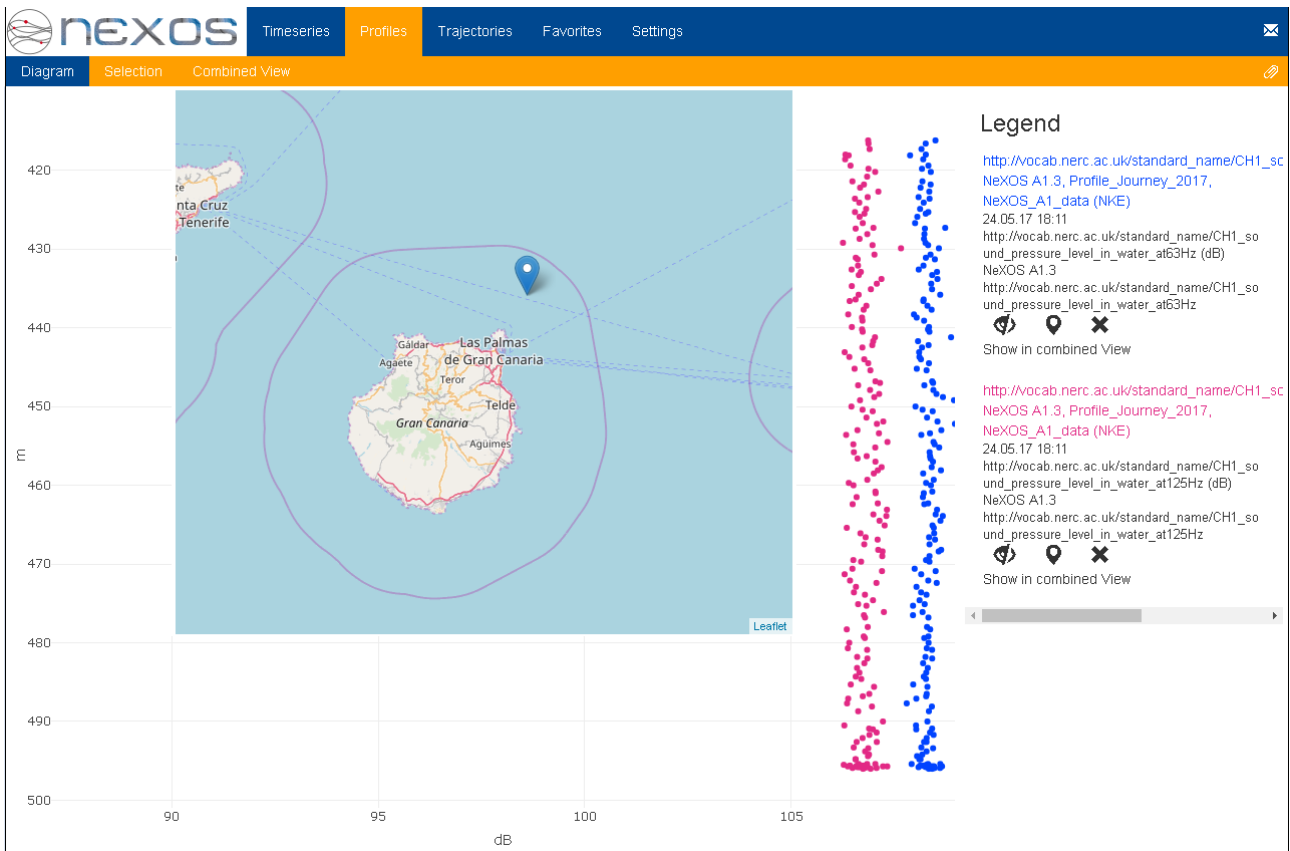 nexos
Timeseries Profiles Trajectories Favorites Settings
Diagram Selection Combined View
Legend
http://vocab.nerc.ac.uk/standard_name/CH1_so
NeXOS A1.3, Profile_Journey_2017,
NeXOS_A1_data (NKE)
24.05.17 18:11
http://vocab.nerc.ac.uk/standard_name/CH1_so
und_pressure_level_in_water_at63Hz (dB)
NeXOS A1.3
http://vocab.nerc.ac.uk/standard_name/CH1_so
und_pressure_level_in_water_at63Hz
Show in combined View
http://vocab.nerc.ac.uk/standard_name/CH1_so
NeXOS A1.3, Profile_Journey_2017,
NeXOS_A1_data (NKE)
24.05.17 18:11
http://vocab.nerc.ac.uk/standard_name/CH1_so
und_pressure_level_in_water_at125Hz (dB)
NeXOS A1.3
http://vocab.nerc.ac.uk/standard_name/CH1_so
und_pressure_level_in_water_at125Hz
Show in combined View
420
430
440
450
m
460
470
480
490
500
90 95 100 105
dB
nta Cruz
Tenerife
Gáldar
Las Palmas
de Gran Canaria
Agaete
Teror
Telde
Gran Canaria
Agüimes
Leaflet